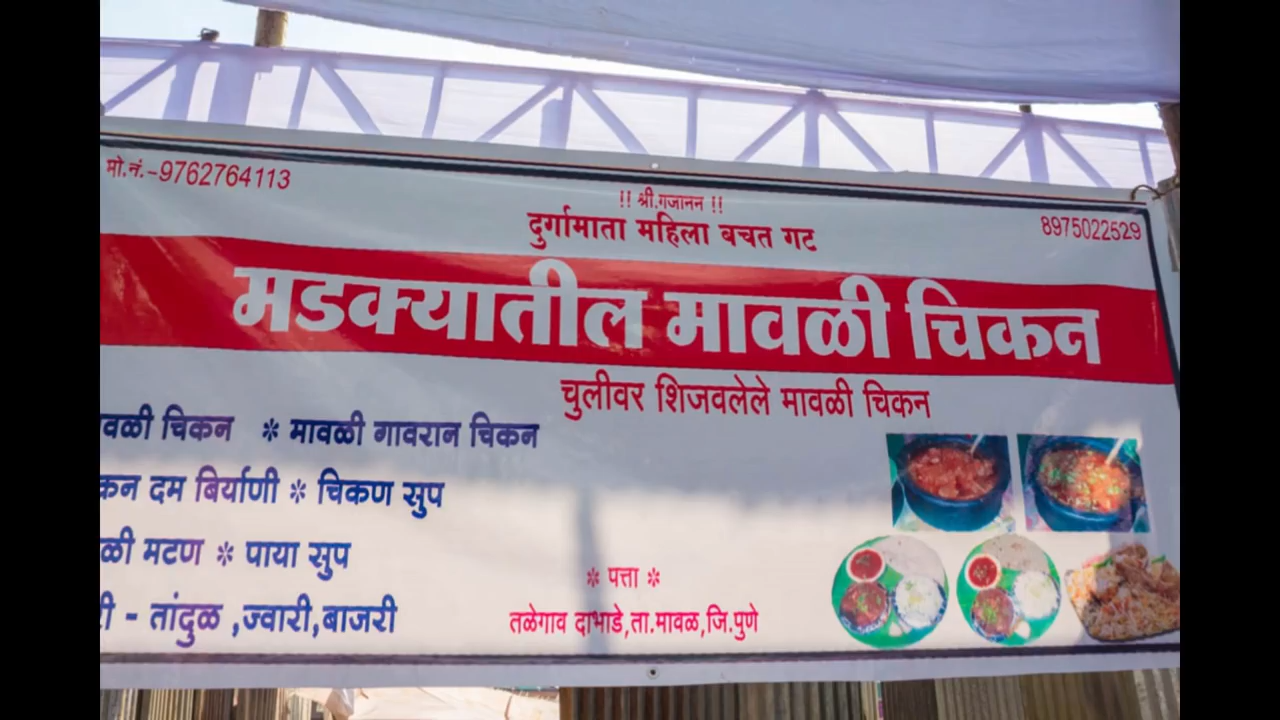 मो.नं.-9762764113
!! श्री.गजानन !!
8975022529
दुर्गामाता महिला बचत गट
मडक्यातील मावळी चिकन
चुलीवर शिजवलेले मावळी चिकन
वळी चिकन * मावळी गावरान चिकन
कन दम बिर्याणी * चिकण सुप
ळी मटण * पाया सुप
री - तांदुळ ,ज्वारी,बाजरी
* पत्ता *
तळेगाव दाभाडे,ता.मावळ,जि.पुणे